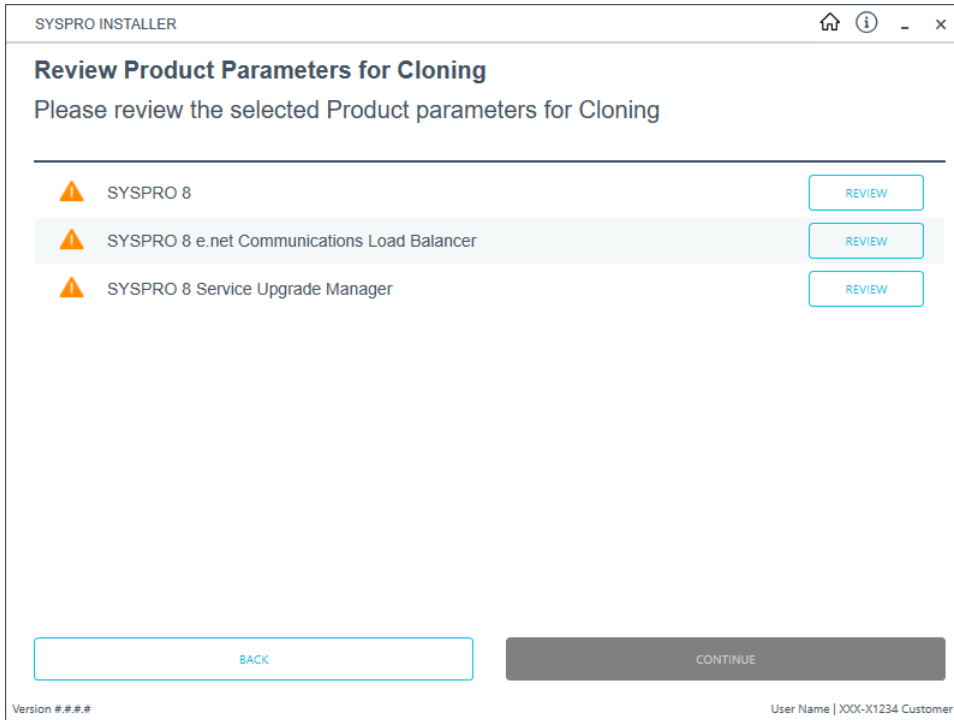 SYSPRO INSTALLER
Review Product Parameters for Cloning
Please review the selected Product parameters for Cloning
SYSPRO 8 REVIEW
SYSPRO 8 e.net Communications Load Balancer REVIEW
SYSPRO 8 Service Upgrade Manager REVIEW
BACK CONTINUE
Version #.#.#.# User Name | XXX-X1234 Customer